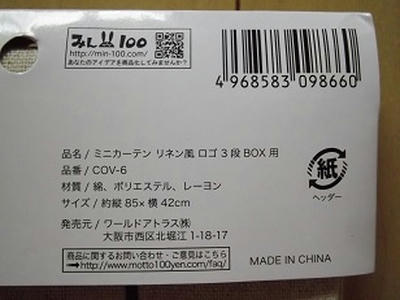 みんなの100
http://min-100.com/
あなたのアイデアを商品化してみませんか?
4 968583 098660
品名 / ミニカーテン リネン風 ロゴ 3段 BOX 用
品番 / COV-6
材質 / 綿、ポリエステル、レーヨン
サイズ / 約縦 85× 横 42cm
発売元 / ワールドアトラス㈱
大阪市西区北堀江 1-18-17
紙
ヘッダー
商品に関するお問い合わせ・ご意見はこちら
http://www.motto100yen.com/faq/
MADE IN CHINA